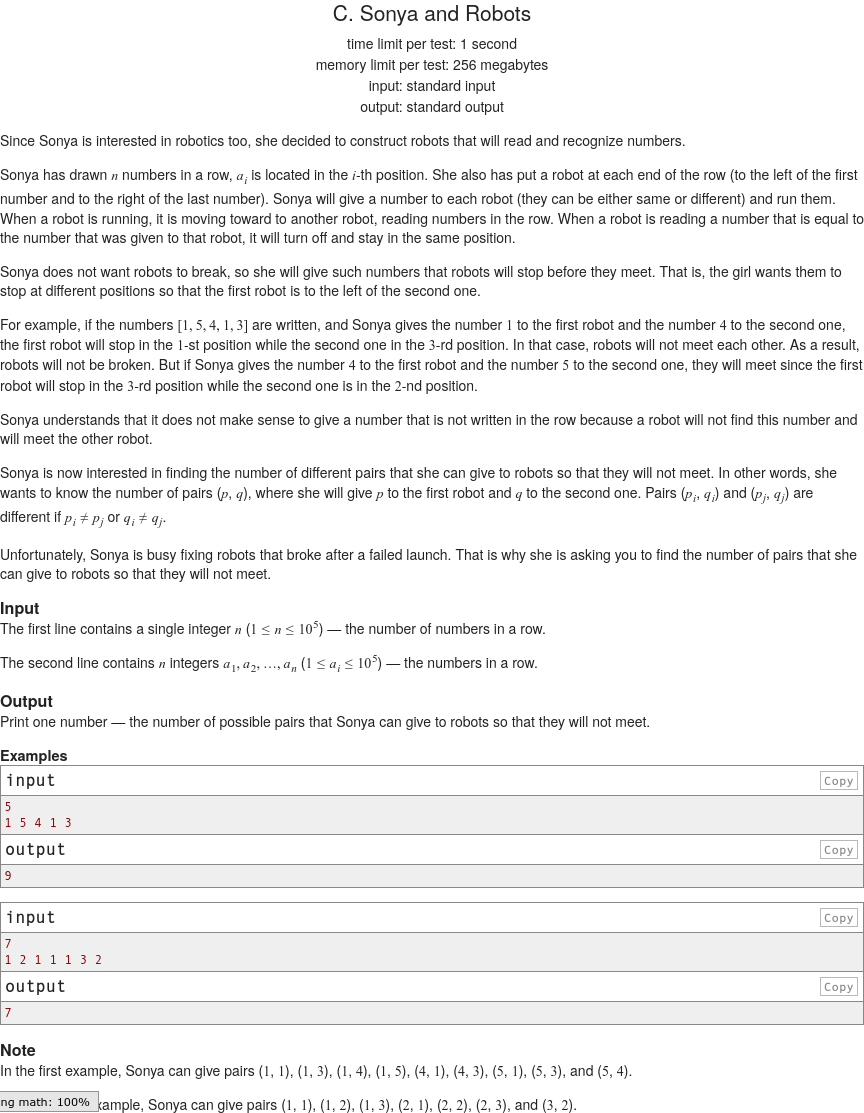 C. Sonya and Robots
time limit per test: 1 second
memory limit per test: 256 megabytes
input: standard input
output: standard output
Since Sonya is interested in robotics too, she decided to construct robots that will read and recognize numbers.
Sonya has drawn n numbers in a row, a_i is located in the i-th position. She also has put a robot at each end of the row (to the left of the first
number and to the right of the last number). Sonya will give a number to each robot (they can be either same or different) and run them.
When a robot is running, it is moving toward to another robot, reading numbers in the row. When a robot is reading a number that is equal to
the number that was given to that robot, it will turn off and stay in the same position.
Sonya does not want robots to break, so she will give such numbers that robots will stop before they meet. That is, the girl wants them to
stop at different positions so that the first robot is to the left of the second one.
For example, if the numbers [1, 5, 4, 1, 3] are written, and Sonya gives the number 1 to the first robot and the number 4 to the second one,
the first robot will stop in the 1-st position while the second one in the 3-rd position. In that case, robots will not meet each other. As a result,
robots will not be broken. But if Sonya gives the number 4 to the first robot and the number 5 to the second one, they will meet since the first
robot will stop in the 3-rd position while the second one is in the 2-nd position.
Sonya understands that it does not make sense to give a number that is not written in the row because a robot will not find this number and
will meet the other robot.
Sonya is now interested in finding the number of different pairs that she can give to robots so that they will not meet. In other words, she
wants to know the number of pairs (p, q), where she will give p to the first robot and q to the second one. Pairs (p_i, q_i) and (p_j, q_j) are
different if p_i ≠ p_j or q_i ≠ q_j.
Unfortunately, Sonya is busy fixing robots that broke after a failed launch. That is why she is asking you to find the number of pairs that she
can give to robots so that they will not meet.
Input
The first line contains a single integer n (1 ≤ n ≤ 10^5) — the number of numbers in a row.
The second line contains n integers a_1, a_2, …, a_n (1 ≤ a_i ≤ 10^5) — the numbers in a row.
Output
Print one number — the number of possible pairs that Sonya can give to robots so that they will not meet.
Examples
input Copy
5
1 5 4 1 3
output Copy
9
input Copy
7
1 2 1 1 1 3 2
output Copy
7
Note
In the first example, Sonya can give pairs (1, 1), (1, 3), (1, 4), (1, 5), (4, 1), (4, 3), (5, 1), (5, 3), and (5, 4).
ng math: 100% xample, Sonya can give pairs (1, 1), (1, 2), (1, 3), (2, 1), (2, 2), (2, 3), and (3, 2).